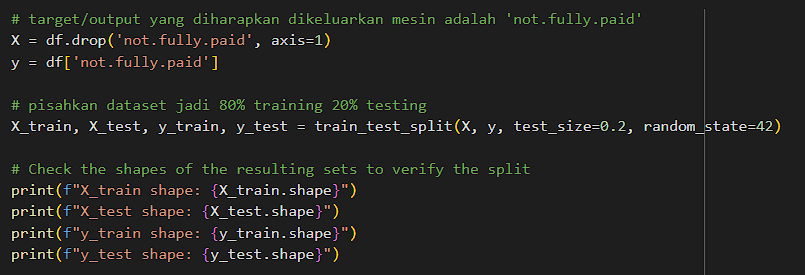 # target/output yang diharapkan dikeluarkan mesin adalah 'not.fully.paid'
X = df.drop('not.fully.paid', axis=1)
y = df['not.fully.paid']
# pisahkan dataset jadi 80% training 20% testing
X_train, X_test, y_train, y_test = train_test_split(X, y, test_size=0.2, random_state=42)
# Check the shapes of the resulting sets to verify the split
print(f"X_train shape: {X_train.shape}")
print(f"X_test shape: {X_test.shape}")
print(f"y_train shape: {y_train.shape}")
print(f"y_test shape: {y_test.shape}")